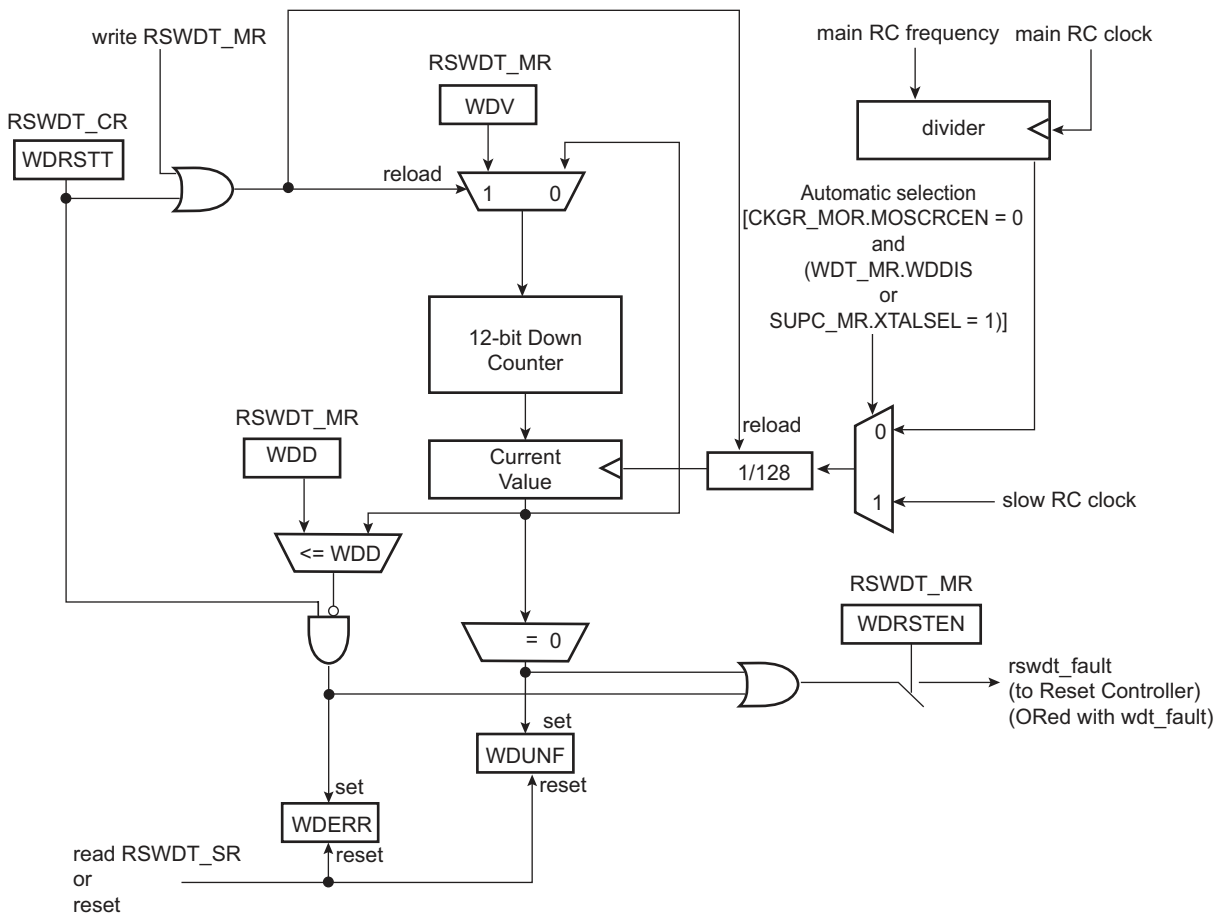 write RSWDT_MR
main RC frequency
main RC clock
RSWDT_MR
WDV
divider
RSWDT_CR
WDRSTT
reload
1 0
Automatic selection
[CKGR_MOR.MOSCRCEN = 0
and
(WDT_MR.WDDIS
or
SUPC_MR.XTALSEL = 1)]
12-bit Down
Counter
RSWDT_MR
WDD
reload
0
Current
Value
1/128
1
slow RC clock
<= WDD
RSWDT_MR
WDRSTEN
= 0
rswdt_fault
(to Reset Controller)
(ORed with wdt_fault)
set
WDUNF
reset
set
WDERR
reset
read RSWDT_SR
or
reset